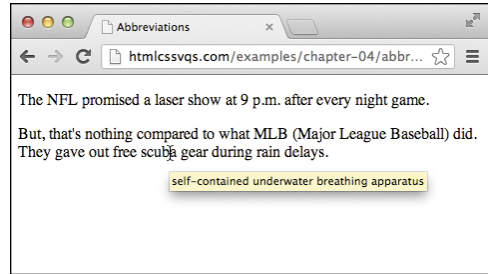 Abbreviations
htmlcssvqs.com/examples/chapter-04/abbr...
The NFL promised a laser show at 9 p.m. after every night game.
But, that's nothing compared to what MLB (Major League Baseball) did.
They gave out free scuba gear during rain delays.
self-contained underwater breathing apparatus